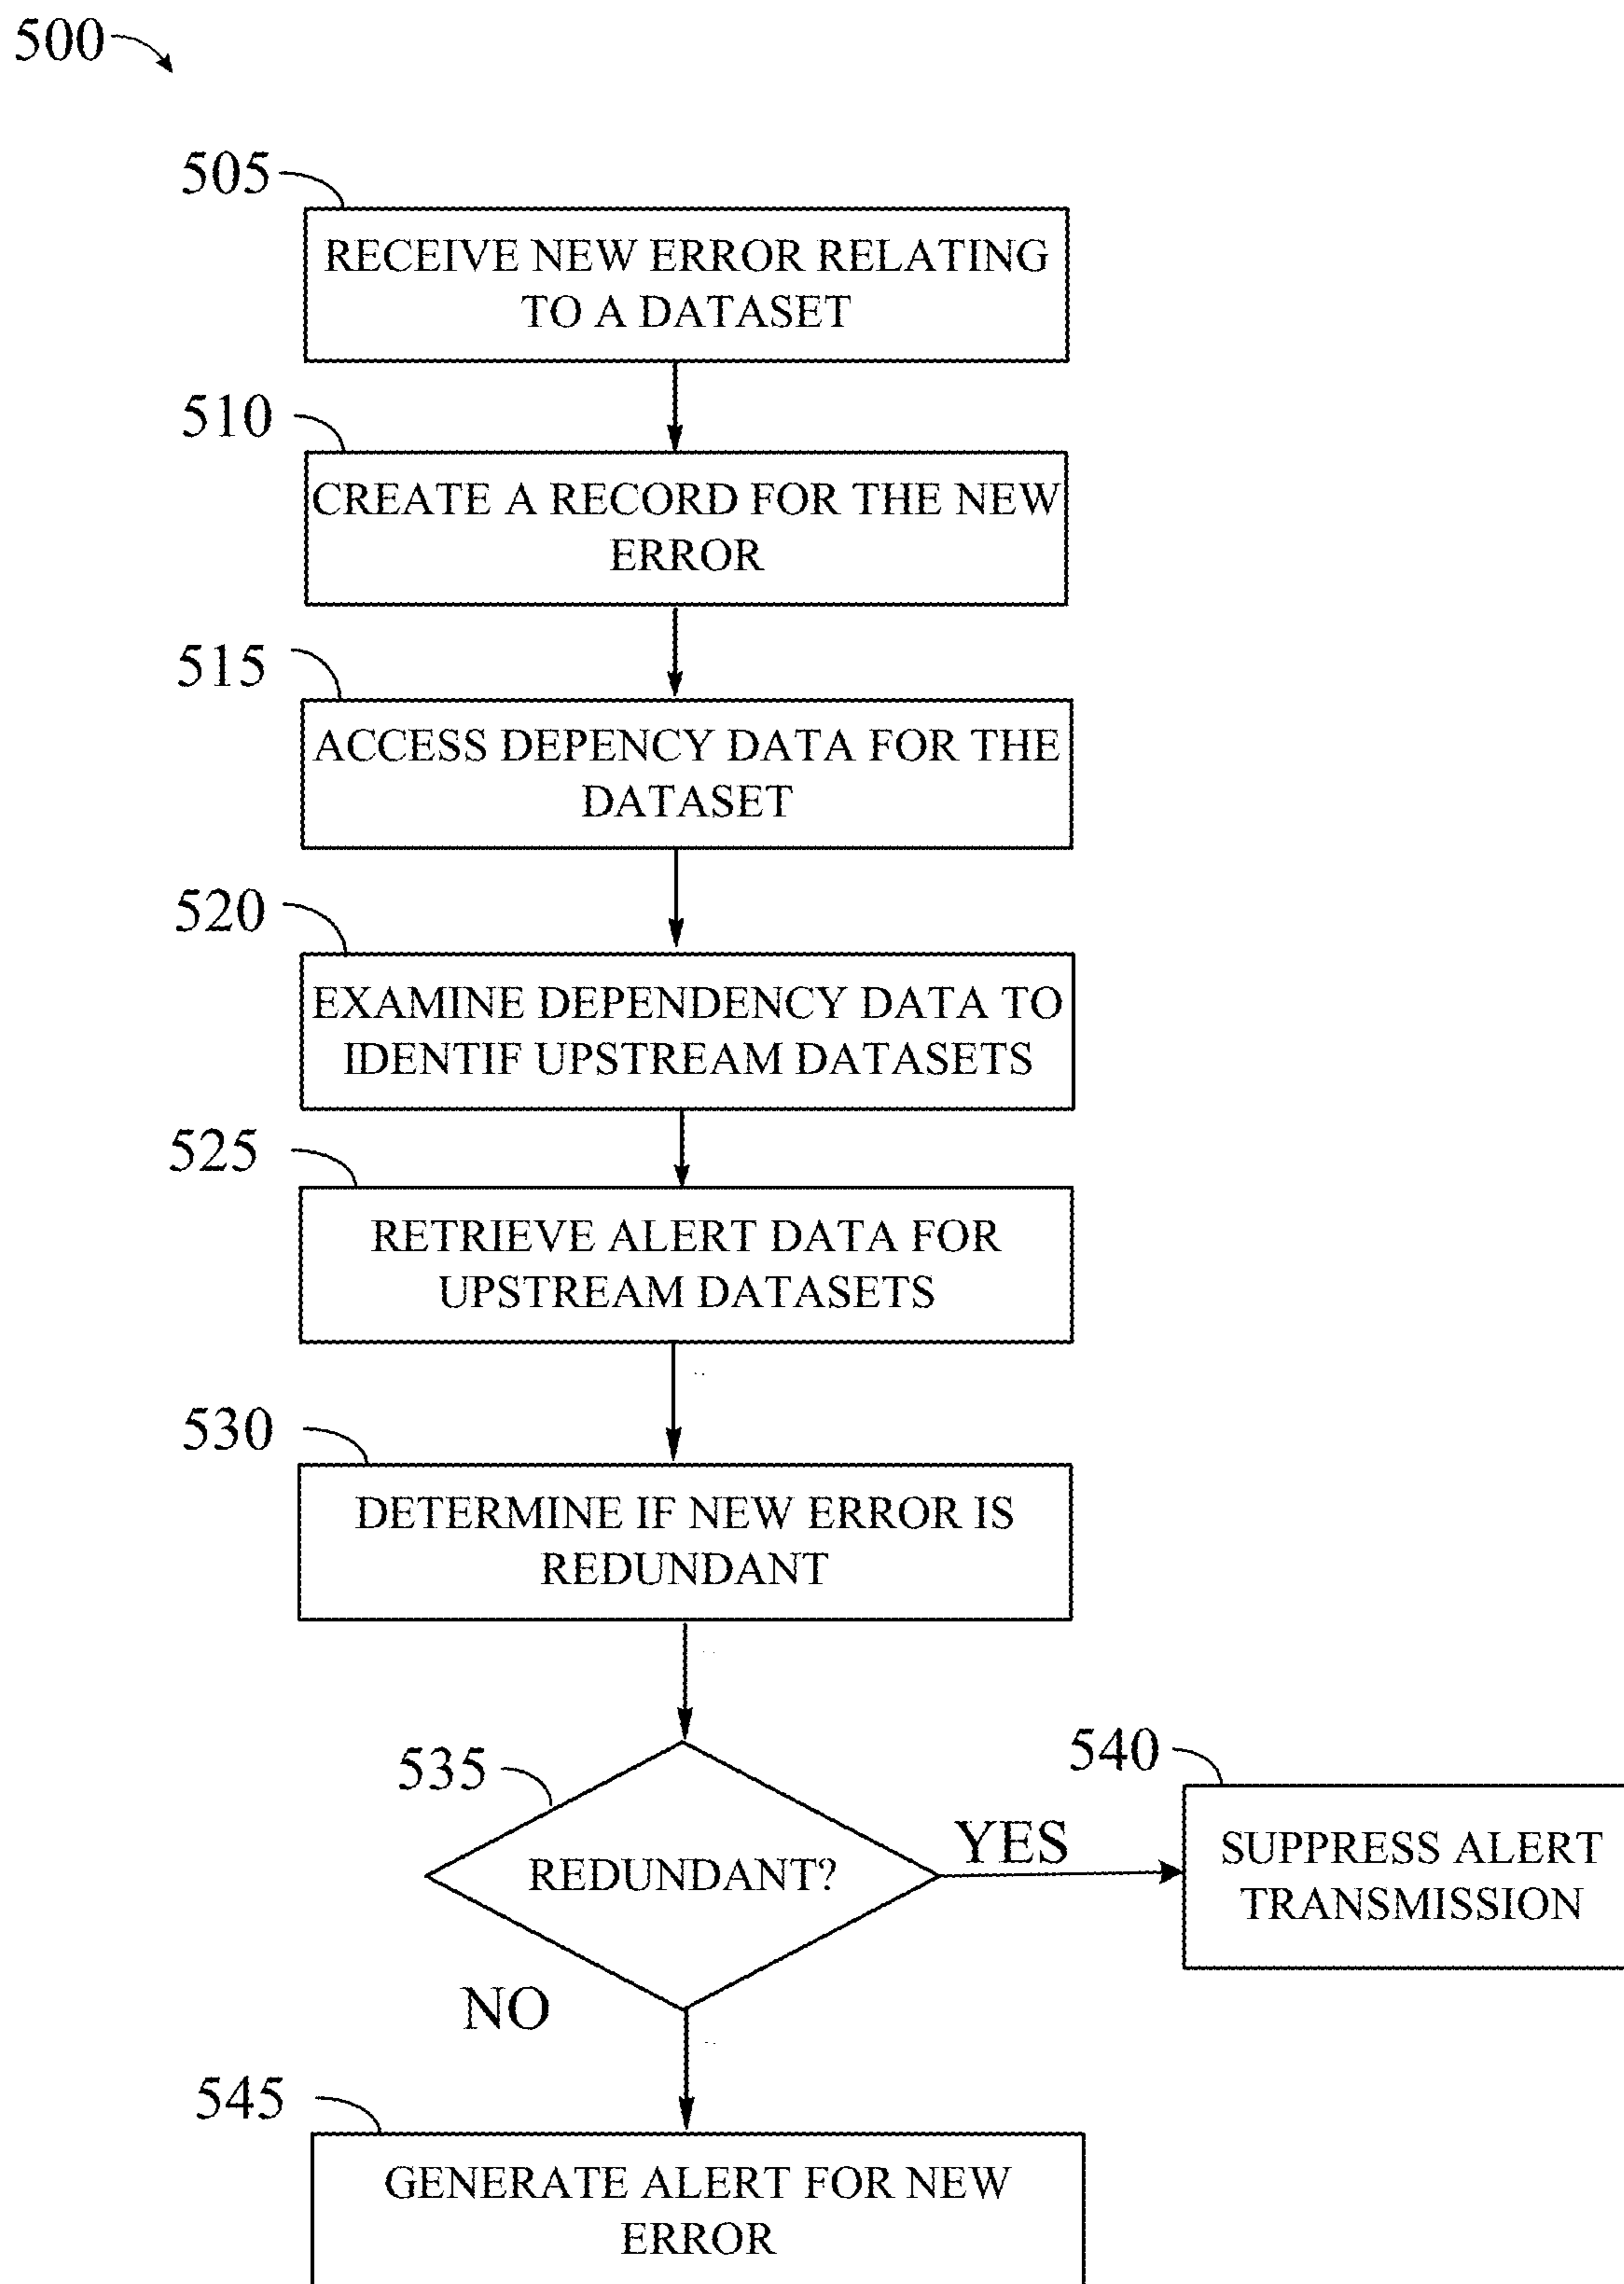 500
505
RECEIVE NEW ERROR RELATING
TO A DATASET
510
CREATE A RECORD FOR THE NEW
ERROR
515
ACCESS DEPENCY DATA FOR THE
DATASET
520
EXAMINE DEPENDENCY DATA TO
IDENTIF UPSTREAM DATASETS
525
RETRIEVE ALERT DATA FOR
UPSTREAM DATASETS
530
DETERMINE IF NEW ERROR IS
REDUNDANT
535
REDUNDANT?
YES
540
SUPPRESS ALERT
TRANSMISSION
NO
545
GENERATE ALERT FOR NEW
ERROR